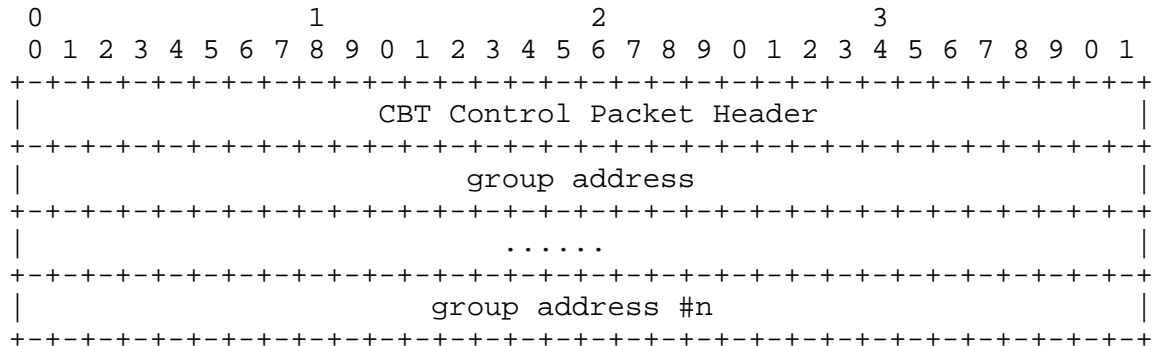 0                   1                   2                   3
0 1 2 3 4 5 6 7 8 9 0 1 2 3 4 5 6 7 8 9 0 1 2 3 4 5 6 7 8 9 0 1
+-+-+-+-+-+-+-+-+-+-+-+-+-+-+-+-+-+-+-+-+-+-+-+-+-+-+-+-+-+-+-+-+
|                    CBT Control Packet Header                  |
+-+-+-+-+-+-+-+-+-+-+-+-+-+-+-+-+-+-+-+-+-+-+-+-+-+-+-+-+-+-+-+-+
|                         group address                         |
+-+-+-+-+-+-+-+-+-+-+-+-+-+-+-+-+-+-+-+-+-+-+-+-+-+-+-+-+-+-+-+-+
|                           ......                              |
+-+-+-+-+-+-+-+-+-+-+-+-+-+-+-+-+-+-+-+-+-+-+-+-+-+-+-+-+-+-+-+-+
|                       group address #n                        |
+-+-+-+-+-+-+-+-+-+-+-+-+-+-+-+-+-+-+-+-+-+-+-+-+-+-+-+-+-+-+-+-+